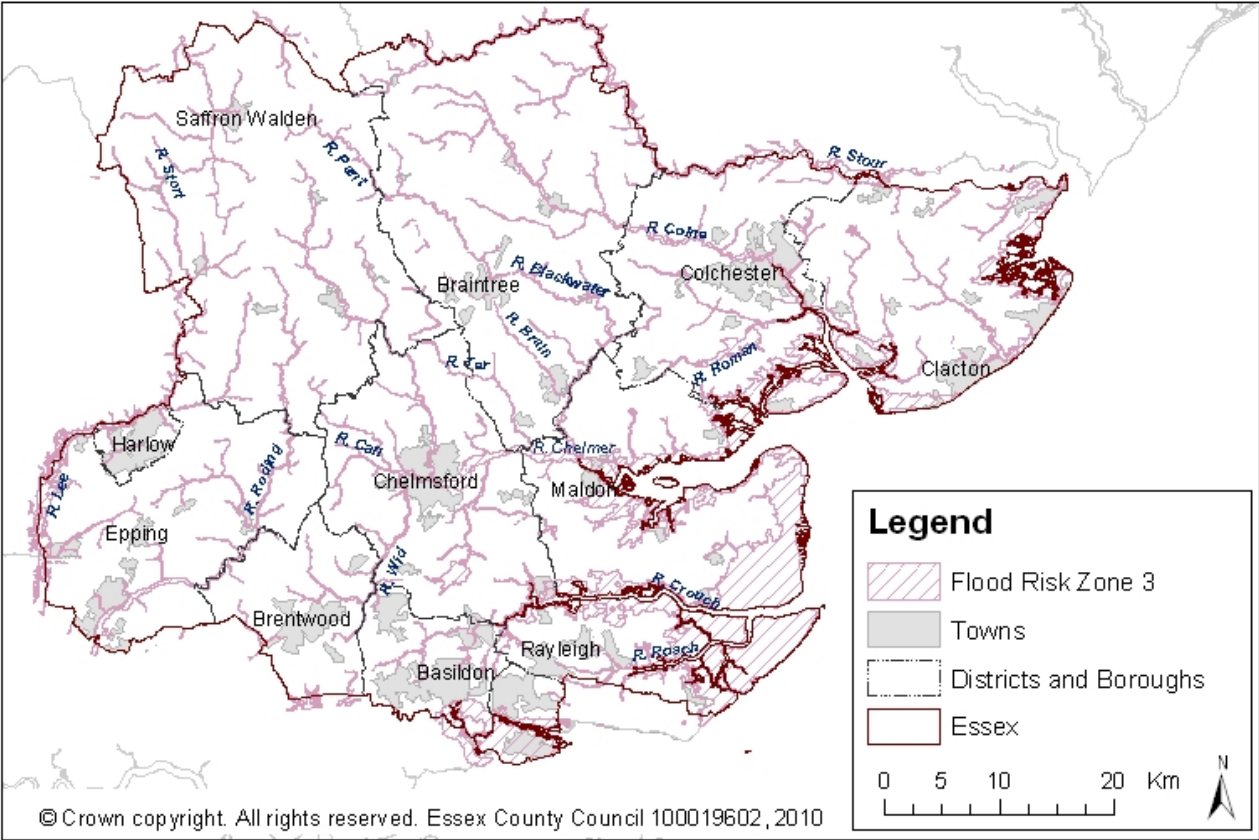 Saffron Walden
R. Stort
R. Pant
R. Stour
R. Colne
Colchester
Braintree
R. Blackwater
R. Brain
R. Ter
R. Roman
Clacton
Harlow
R. Lee
R. Roding
R. Can
R. Chelmer
Chelmsford
Maldon
Epping
R. Wid
R. Crouch
Brentwood
Rayleigh
R. Roach
Basildon
Legend
Flood Risk Zone 3
Towns
Districts and Boroughs
Essex
0 5 10 20 Km
N
© Crown copyright. All rights reserved. Essex County Council 100019602, 2010